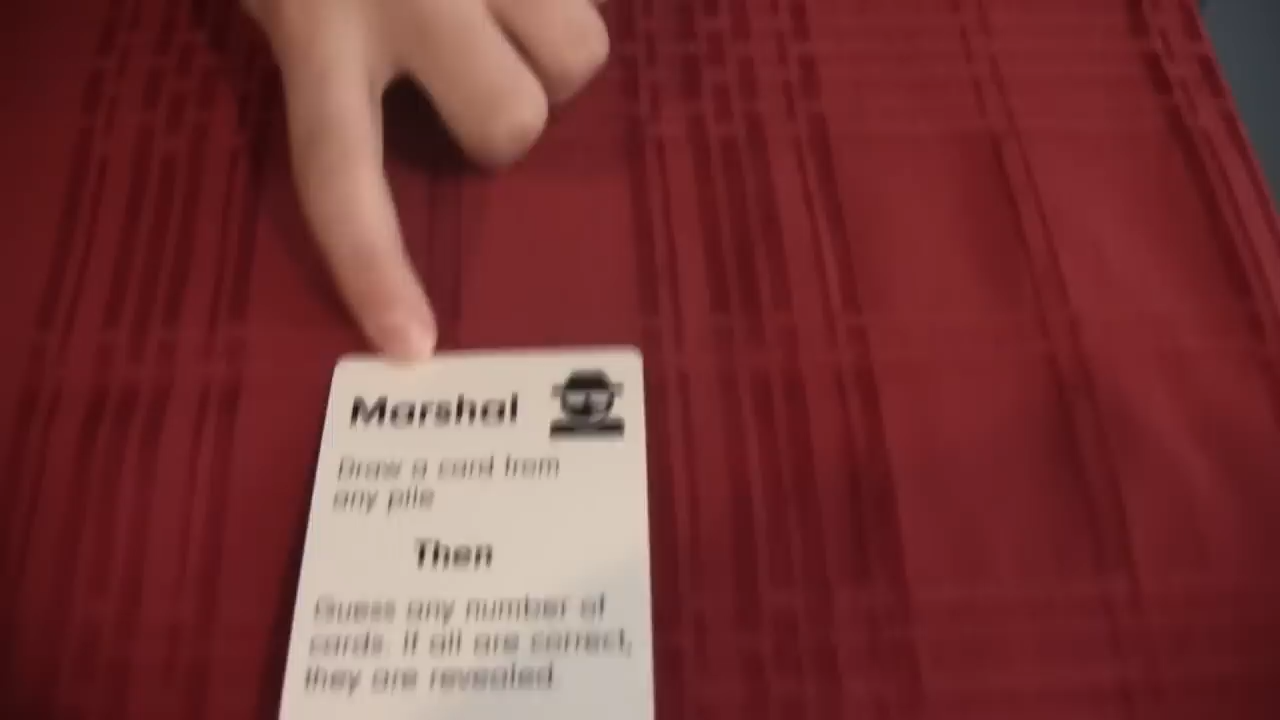 Marshal
Draw a card from
any pile
Then
Guess any number of
cards. If all are correct,
they are revealed.